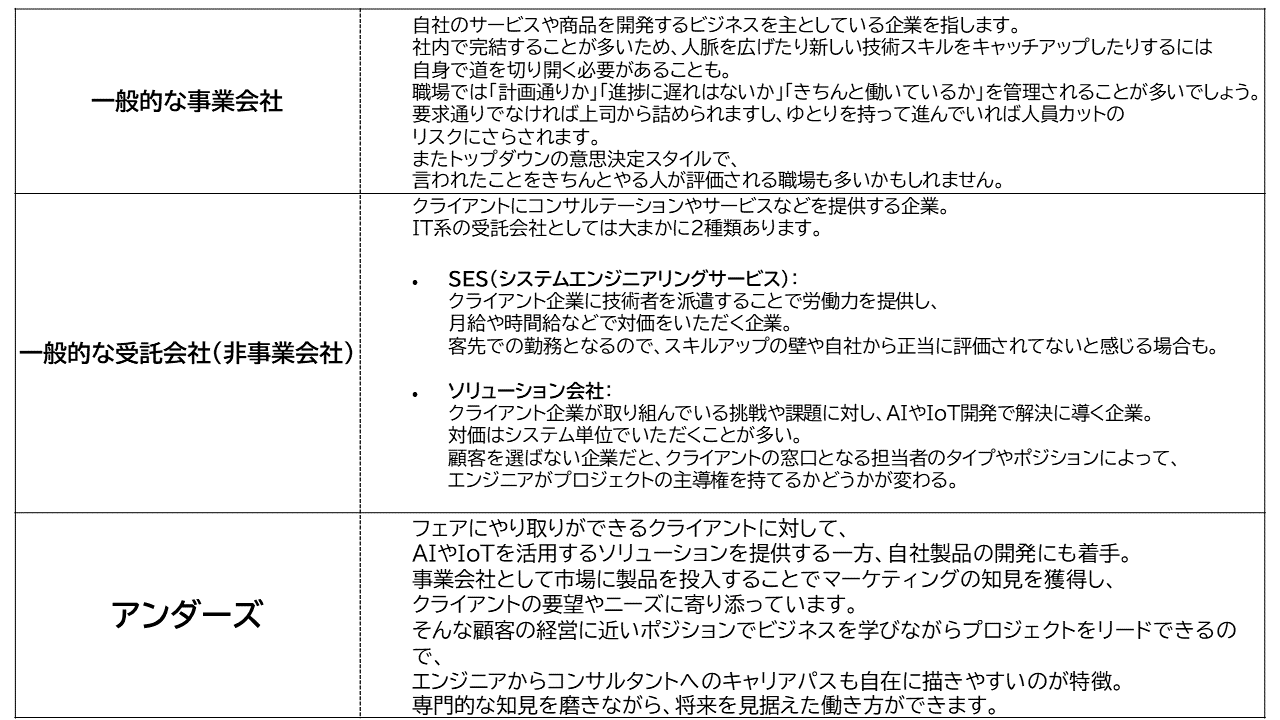 一般的な事業会社
自社のサービスや商品を開発するビジネスを主としている企業を指します。
社内で完結することが多いため、人脈を広げたり新しい技術スキルをキャッチアップしたりするには
自身で道を切り開く必要があることも。
職場では「計画通りか」「進捗に遅れはないか」「きちんと働いているか」を管理されることが多いでしょう。
要求通りでなければ上司から詰められますし、ゆとりを持って進んでいれば人員カットの
リスクにさらされます。
またトップダウンの意思決定スタイルで、
言われたことをきちんとやる人が評価される職場も多いかもしれません。
一般的な受託会社（非事業会社）
クライアントにコンサルテーションやサービスなどを提供する企業。
IT系の受託会社としては大まかに2種類あります。
• SES（システムエンジニアリングサービス）：
クライアント企業に技術者を派遣することで労働力を提供し、
月給や時間給などで対価をいただく企業。
客先での勤務となるので、スキルアップの壁や自社から正当に評価されてないと感じる場合も。
• ソリューション会社：
クライアント企業が取り組んでいる挑戦や課題に対し、AIやIoT開発で解決に導く企業。
対価はシステム単位でいただくことが多い。
顧客を選ばない企業だと、クライアントの窓口となる担当者のタイプやポジションによって、
エンジニアがプロジェクトの主導権を持てるかどうかが変わる。
アンダーズ
フェアにやり取りができるクライアントに対して、
AIやIoTを活用するソリューションを提供する一方、自社製品の開発にも着手。
事業会社として市場に製品を投入することでマーケティングの知見を獲得し、
クライアントの要望やニーズに寄り添っています。
そんな顧客の経営に近いポジションでビジネスを学びながらプロジェクトをリードできるの
で、
エンジニアからコンサルタントへのキャリアパスも自在に描きやすいのが特徴。
専門的な知見を磨きながら、将来を見据えた働き方ができます。